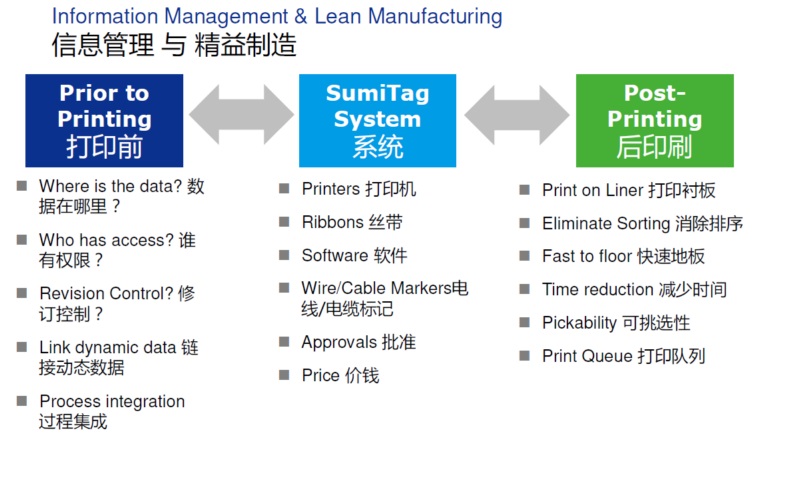 Information Management & Lean Manufacturing
信息管理 与 精益制造
Prior to
Printing
打印前
Where is the data? 数
据在哪里？
Who has access? 谁
有权限？
Revision Control? 修
订控制？
Link dynamic data 链
接动态数据
Process integration
过程集成
SumiTag
System
系统
Printers 打印机
Ribbons 丝带
Software 软件
Wire/Cable Markers电
线/电缆标记
Approvals 批准
Price 价钱
Post-
Printing
后印刷
Print on Liner 打印衬板
Eliminate Sorting 消除排序
Fast to floor 快速地板
Time reduction 减少时间
Pickability 可挑选性
Print Queue 打印队列